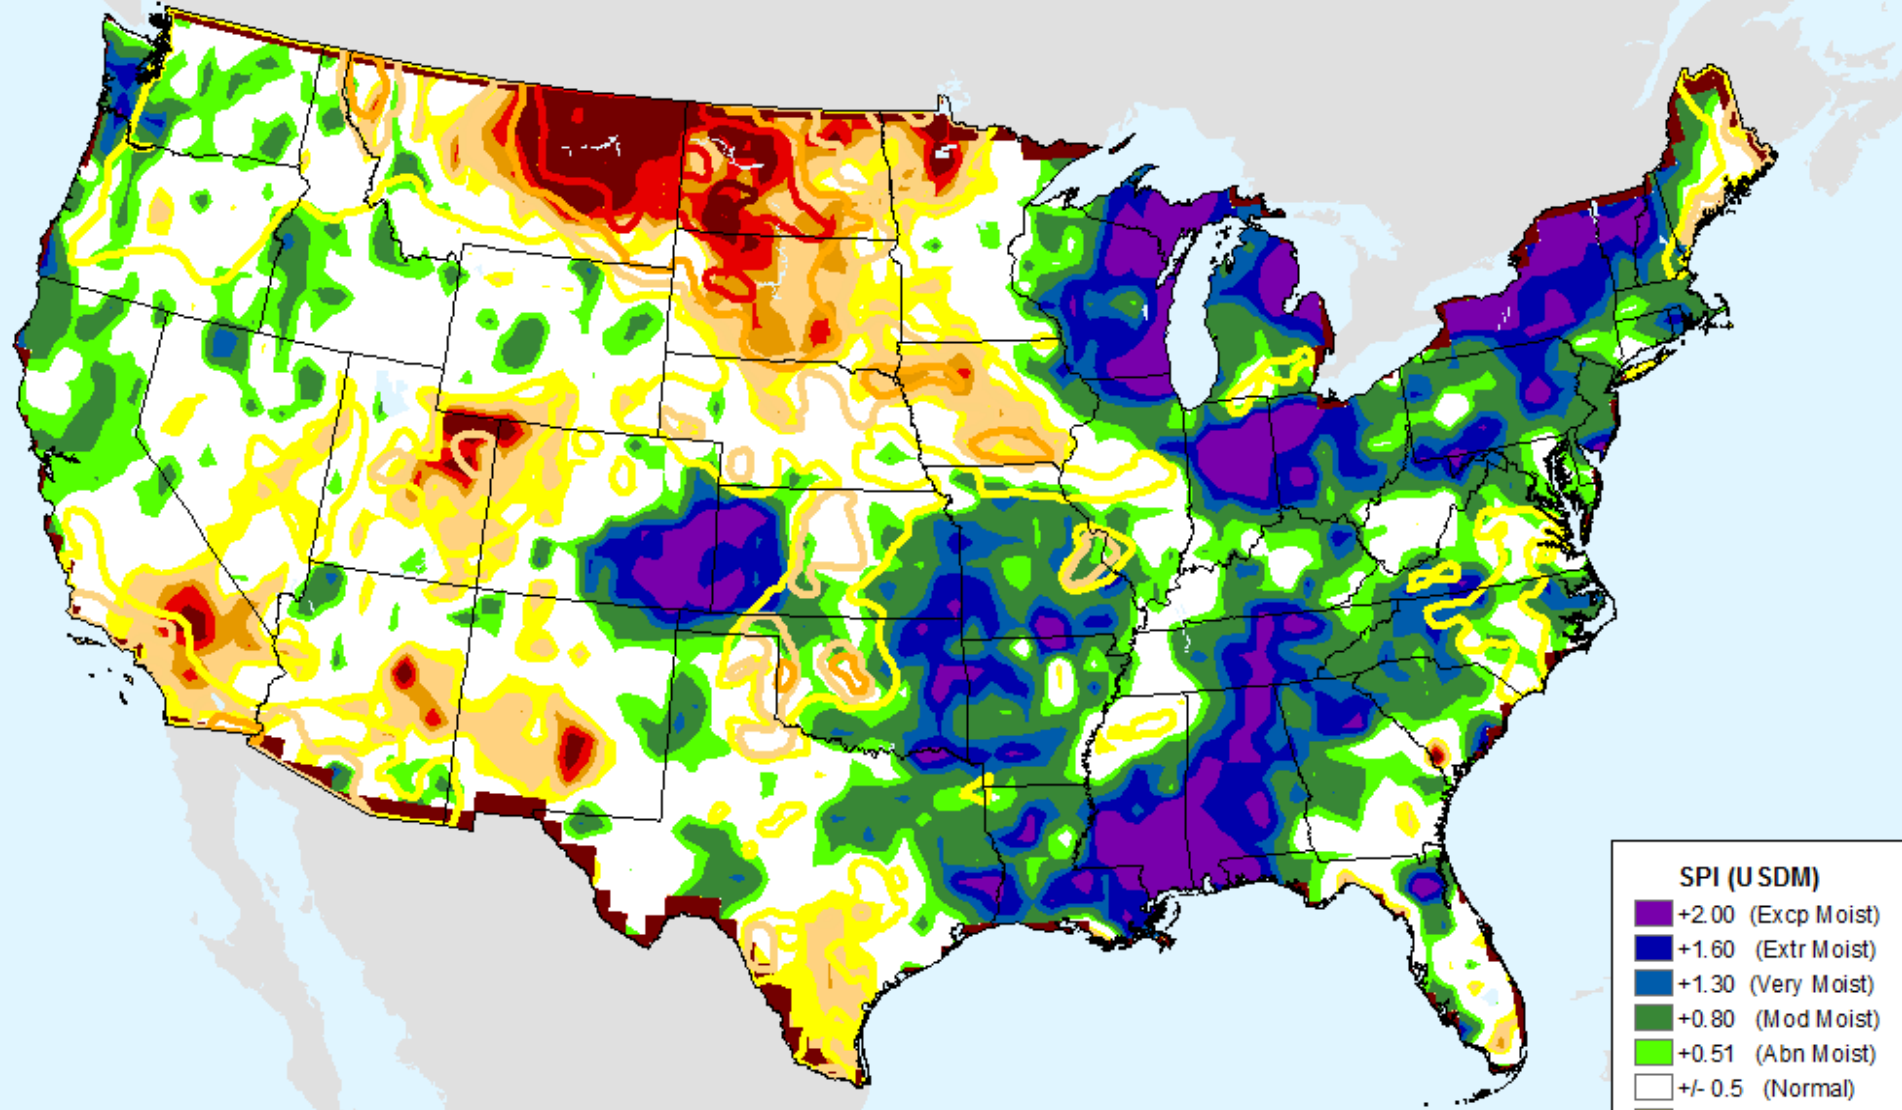 SPI (USDM)
+2.00 (Excp Moist)
+1.60 (Extr Moist)
+1.30 (Very Moist)
+0.80 (Mod Moist)
+0.51 (Abn Moist)
+/- 0.5 (Normal)